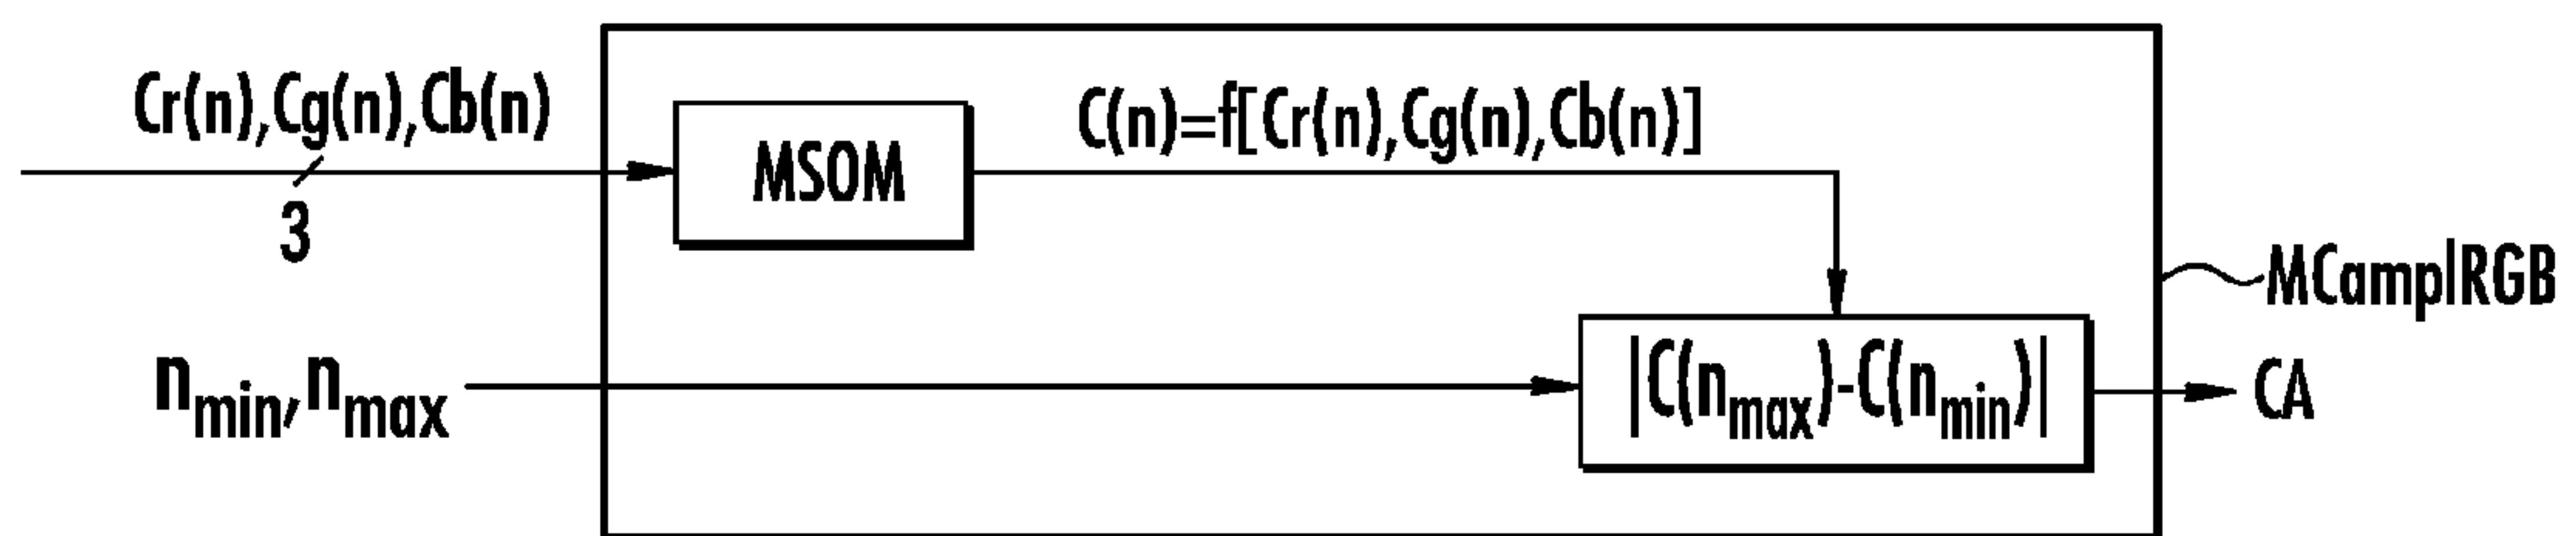 Cr(n),Cg(n),Cb(n)
3
MSOM
C(n)=f[Cr(n),Cg(n),Cb(n)]
MCamplRGB
nmin,nmax
|C(nmax)-C(nmin)|
CA